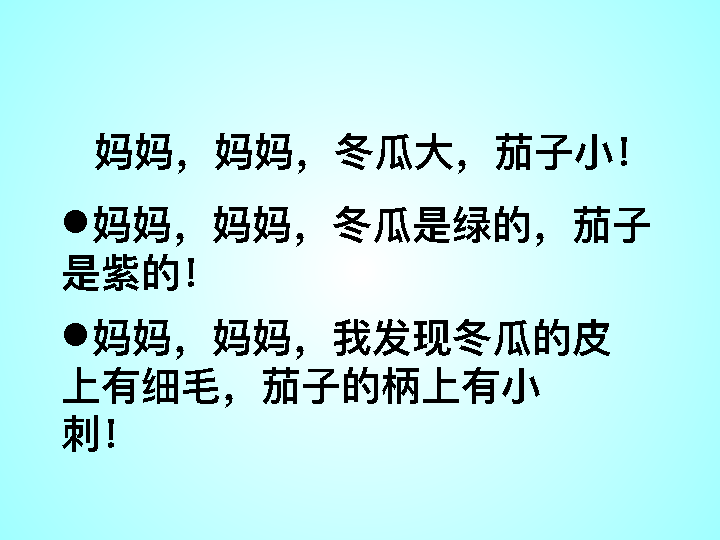 妈妈，妈妈，冬瓜大，茄子小！
●妈妈，妈妈，冬瓜是绿的，茄子
是紫的！
●妈妈，妈妈，我发现冬瓜的皮
上有细毛，茄子的柄上有小
刺！